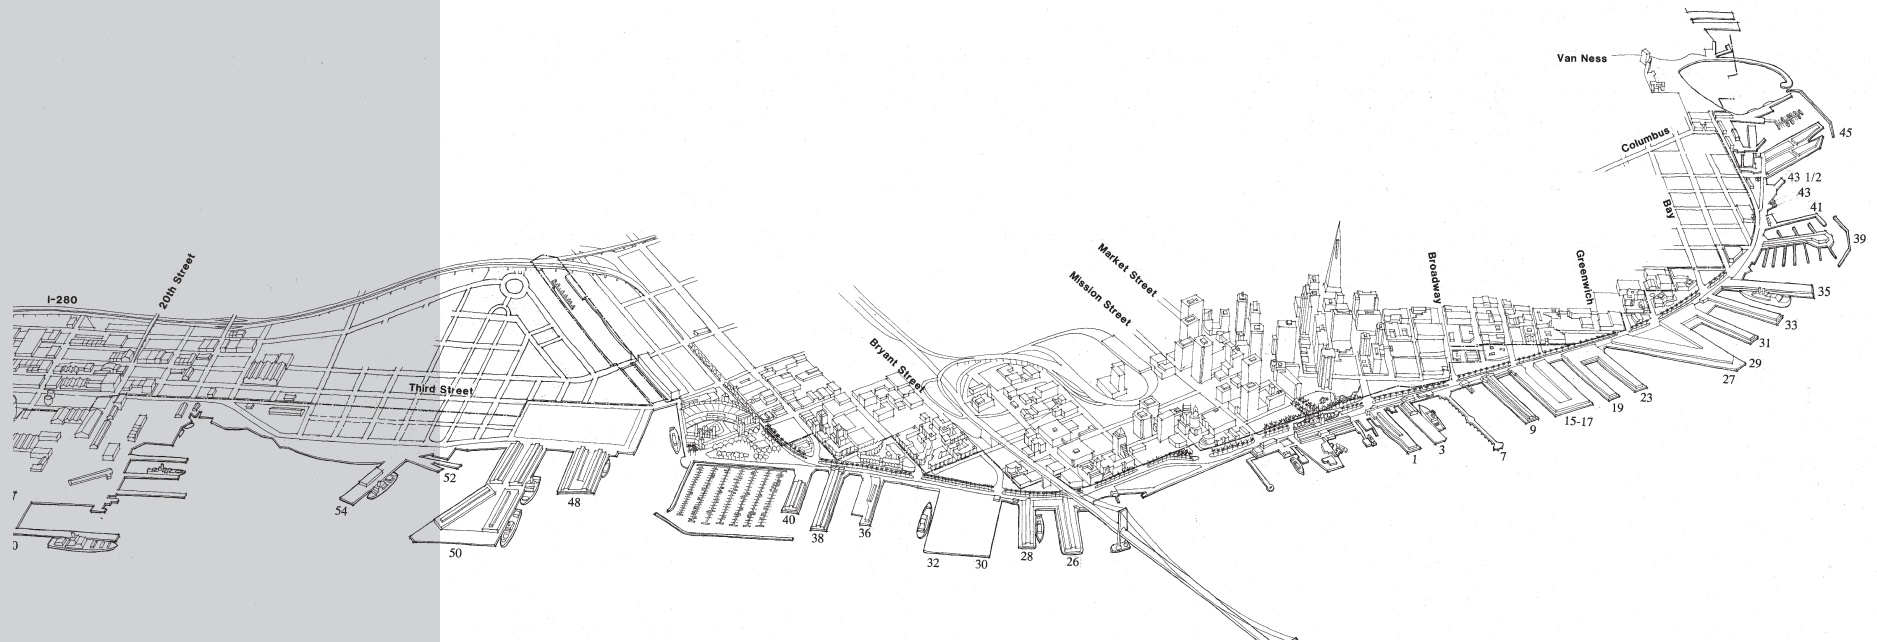 Van Ness
Columbus
45
43 1/2
43
41
39
Bay
35
33
31
29
27
Greenwich
23
19
15-17
9
Broadway
7
3
1
Market Street
Mission Street
Bryant Street
26
28
30
32
36
38
40
48
50
52
54
Third Street
20th Street
I-280